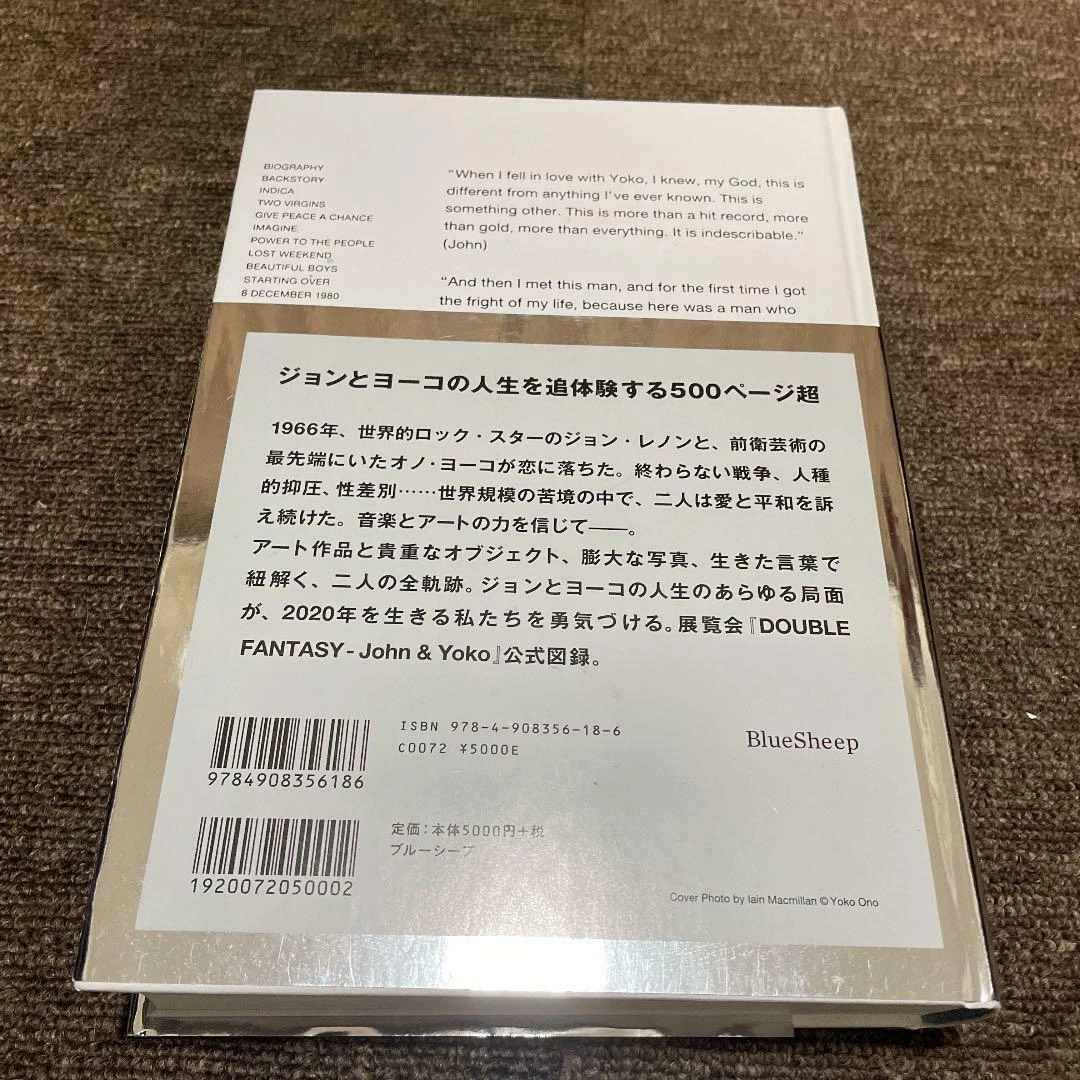 BIOGRAPHY
BACKSTORY
INDICA
TWO VIRGINS
GIVE PEACE A CHANCE
IMAGINE
POWER TO THE PEOPLE
LOST WEEKEND
BEAUTIFUL BOYS
STARTING OVER
8 DECEMBER 1980
“When I fell in love with Yoko, I knew, my God, this is
different from anything I've ever known. This is
something other. This is more than a hit record, more
than gold, more than everything. It is indescribable.”
(John)
“And then I met this man, and for the first time I got
the fright of my life, because here was a man who
ジョンとヨーコの人生を追体験する500ページ超
1966年、世界的ロック・スターのジョン・レノンと、前衛芸術の
最先端にいたオノ・ヨーコが恋に落ちた。終わらない戦争、人種
的抑圧、性差別……世界規模の苦境の中で、二人は愛と平和を訴
え続けた。音楽とアートの力を信じて——。
アート作品と貴重なオブジェクト、膨大な写真、生きた言葉で
紐解く、二人の全軌跡。ジョンとヨーコの人生のあらゆる局面
が、2020年を生きる私たちを勇気づける。展覧会『DOUBLE
FANTASY - John & Yoko』公式図録。
ISBN 978-4-908356-18-6
C0072 ¥5000E
BlueSheep
9784908356186
定価：本体5000円＋税
ブルーシープ
1920072050002
Cover Photo by Iain Macmillan © Yoko Ono